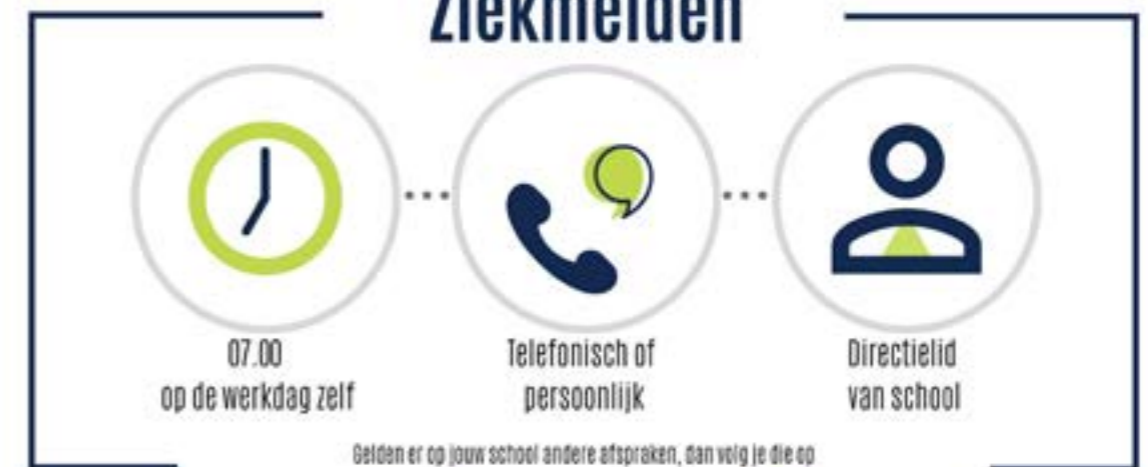 Ziekmelden
07.00
op de werkdag zelf
Telefonisch of
persoonlijk
Directielid
van school
Gelden er op jouw school andere afspraken, dan volg je die op